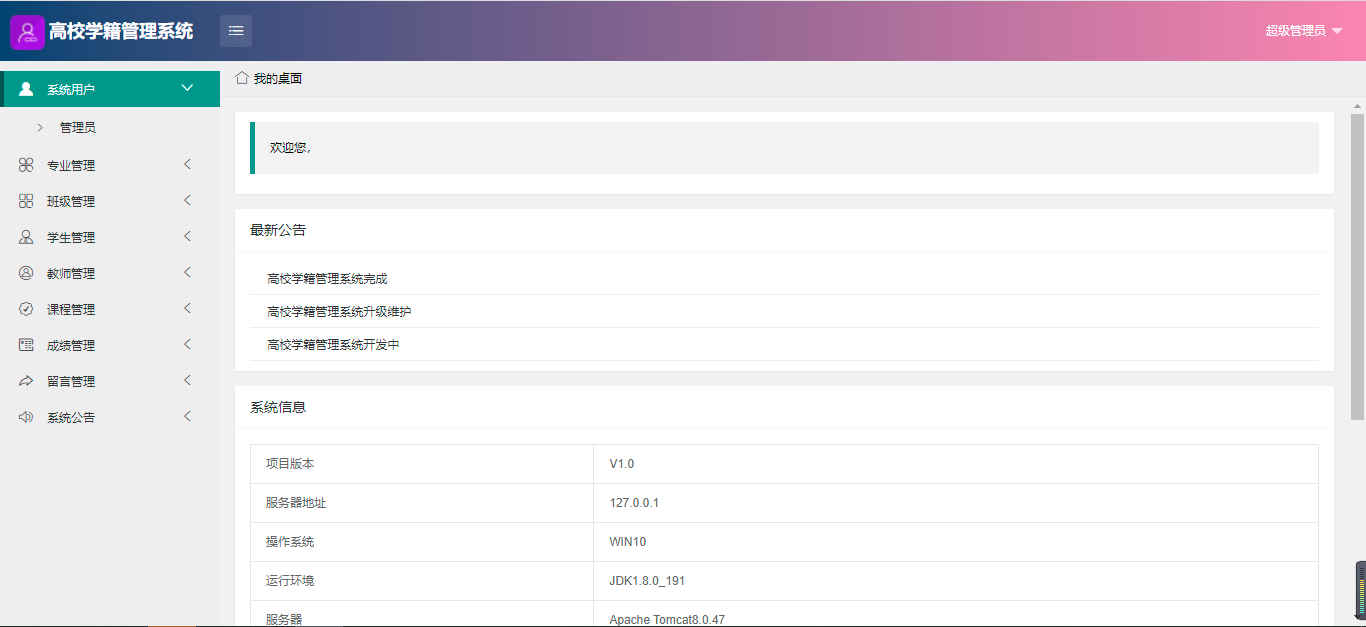 高校学籍管理系统
超级管理员
系统用户
管理员
专业管理
班级管理
学生管理
教师管理
课程管理
成绩管理
留言管理
系统公告
我的桌面
欢迎您,
最新公告
高校学籍管理系统完成
高校学籍管理系统升级维护
高校学籍管理系统开发中
系统信息
项目版本 V1.0
服务器地址 127.0.0.1
操作系统 WIN10
运行环境 JDK1.8.0_191
服务器 Apache Tomcat8.0.47